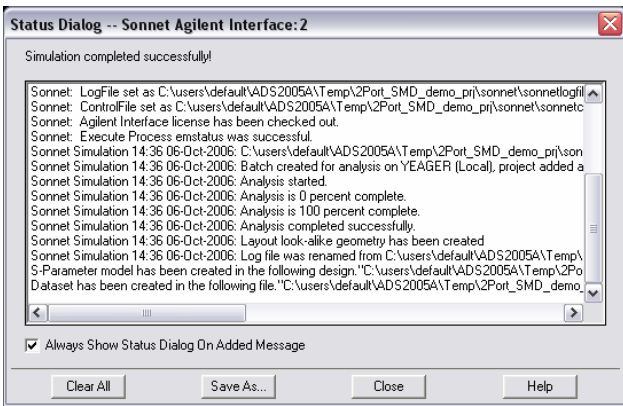 Status Dialog -- Sonnet Agilent Interface:2
Simulation completed successfully!
Sonnet: LogFile set as C:\users\default\ADS2005A\Temp\2Port_SMD_demo_prj\sonnet\sonnetlogfil
Sonnet: ControlFile set as C:\users\default\ADS2005A\Temp\2Port_SMD_demo_prj\sonnet\sonnetc
Sonnet: Agilent Interface license has been checked out.
Sonnet: Execute Process emstatus was successful.
Sonnet Simulation 14:36 06-Oct-2006: C:\users\default\ADS2005A\Temp\2Port_SMD_demo_prj\son
Sonnet Simulation 14:36 06-Oct-2006: Batch created for analysis on YEAGER (Local), project added a
Sonnet Simulation 14:36 06-Oct-2006: Analysis started.
Sonnet Simulation 14:36 06-Oct-2006: Analysis is 0 percent complete.
Sonnet Simulation 14:36 06-Oct-2006: Analysis is 100 percent complete.
Sonnet Simulation 14:36 06-Oct-2006: Analysis completed successfully.
Sonnet Simulation 14:36 06-Oct-2006: Layout look-alike geometry has been created
Sonnet Simulation 14:36 06-Oct-2006: Log file was renamed from C:\users\default\ADS2005A\Temp\
S-Parameter model has been created in the following design."C:\users\default\ADS2005A\Temp\2Po
Dataset has been created in the following file."C:\users\default\ADS2005A\Temp\2Port_SMD_demo_
Always Show Status Dialog On Added Message
Clear All Save As... Close Help